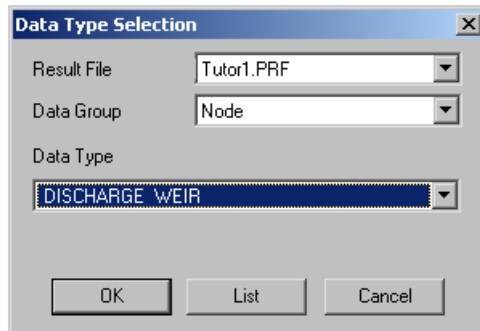 Data Type Selection
Result File Tutor1.PRF
Data Group Node
Data Type
DISCHARGE WEIR
OK List Cancel